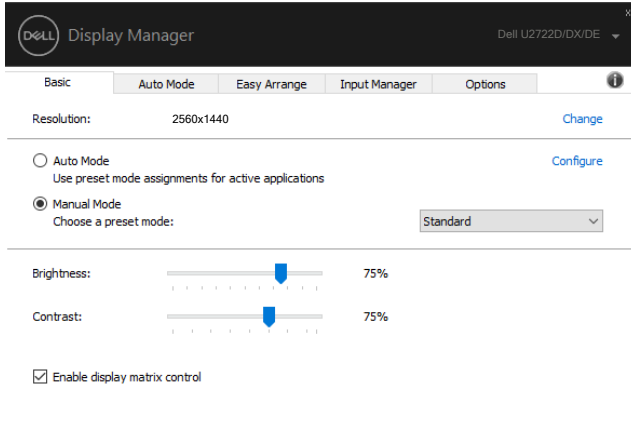 DELL Display Manager Dell U2722D/DX/DE
x
Basic Auto Mode Easy Arrange Input Manager Options i
Resolution: 2560x1440 Change
Auto Mode Configure
Use preset mode assignments for active applications
Manual Mode
Choose a preset mode: Standard
Brightness: 75%
Contrast: 75%
Enable display matrix control